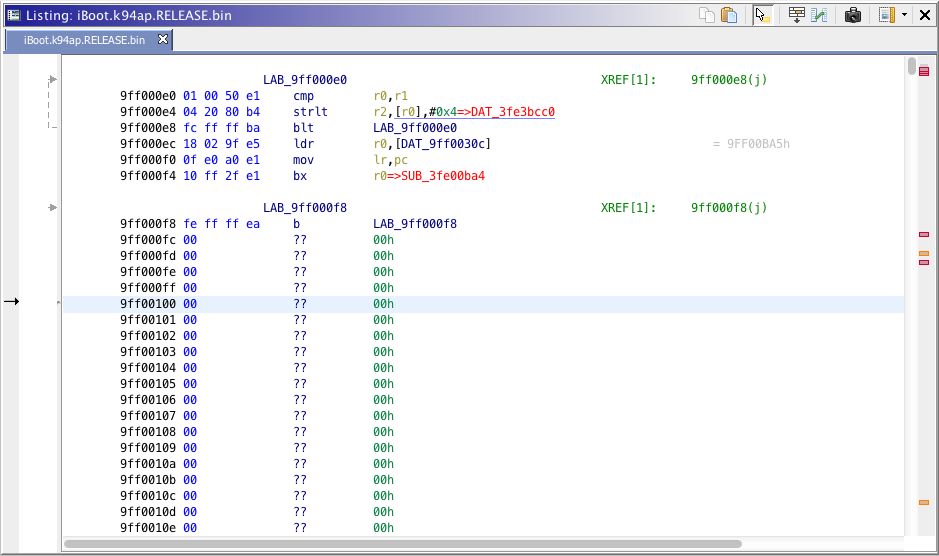 Listing: iBoot.k94ap.RELEASE.bin
iBoot.k94ap.RELEASE.bin
LAB_9ff000e0 XREF[1]: 9ff000e8(j)
9ff000e0 01 00 50 e1 cmp r0,r1
9ff000e4 04 20 80 b4 strlt r2,[r0],#0x4=>DAT_3fe3bcc0
9ff000e8 fc ff ff ba blt LAB_9ff000e0
9ff000ec 18 02 9f e5 ldr r0,[DAT_9ff0030c] = 9FF00BA5h
9ff000f0 0f e0 a0 e1 mov lr,pc
9ff000f4 10 ff 2f e1 bx r0=>SUB_3fe00ba4
LAB_9ff000f8 XREF[1]: 9ff000f8(j)
9ff000f8 fe ff ff ea b LAB_9ff000f8
9ff000fc 00 ?? 00h
9ff000fd 00 ?? 00h
9ff000fe 00 ?? 00h
9ff000ff 00 ?? 00h
9ff00100 00 ?? 00h
9ff00101 00 ?? 00h
9ff00102 00 ?? 00h
9ff00103 00 ?? 00h
9ff00104 00 ?? 00h
9ff00105 00 ?? 00h
9ff00106 00 ?? 00h
9ff00107 00 ?? 00h
9ff00108 00 ?? 00h
9ff00109 00 ?? 00h
9ff0010a 00 ?? 00h
9ff0010b 00 ?? 00h
9ff0010c 00 ?? 00h
9ff0010d 00 ?? 00h
9ff0010e 00 ?? 00h